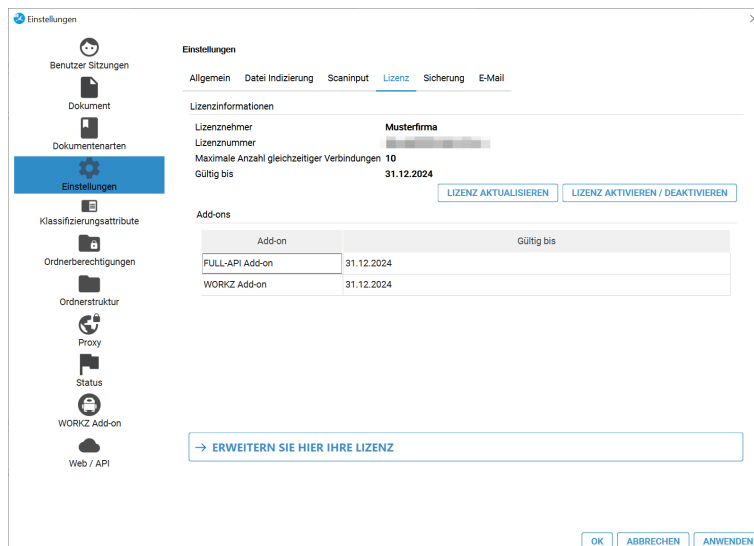 Einstellungen
Benutzer Sitzungen
Dokument
Dokumentenarten
Einstellungen
Klassifizierungsattribute
Ordnerberechtigungen
Ordnerstruktur
Proxy
Status
WORKZ Add-on
Web / API
Einstellungen
Allgemein Datei Indizierung Scaninput Lizenz Sicherung E-Mail
Lizenzinformationen
Lizenznehmer Musterfirma
Lizenznummer
Maximale Anzahl gleichzeitiger Verbindungen 10
Gültig bis 31.12.2024
LIZENZ AKTUALISIEREN LIZENZ AKTIVIEREN / DEAKTIVIEREN
Add-ons
Add-on Gültig bis
FULL-API Add-on 31.12.2024
WORKZ Add-on 31.12.2024
→ ERWEITERN SIE HIER IHRE LIZENZ
OK ABBRECHEN ANWENDEN